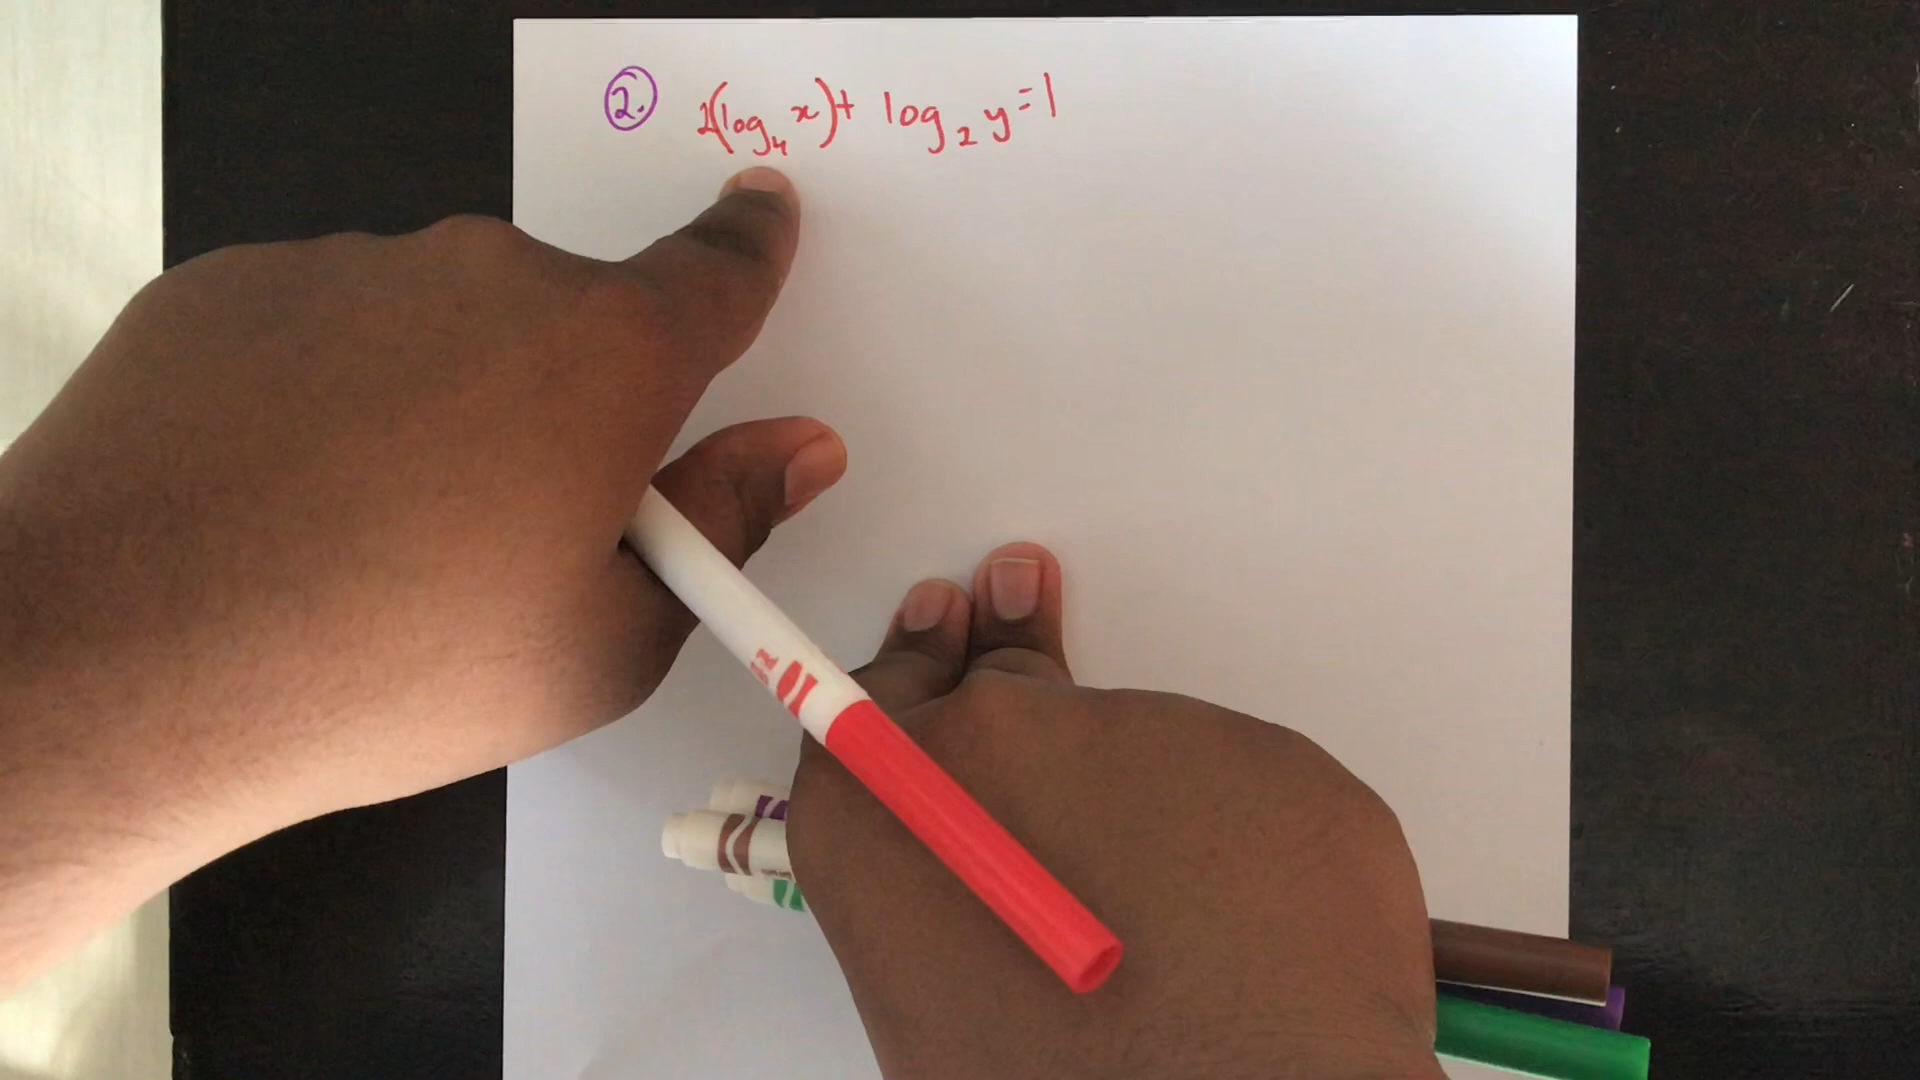 2. 2(log₄ x) + log₂ y = 1